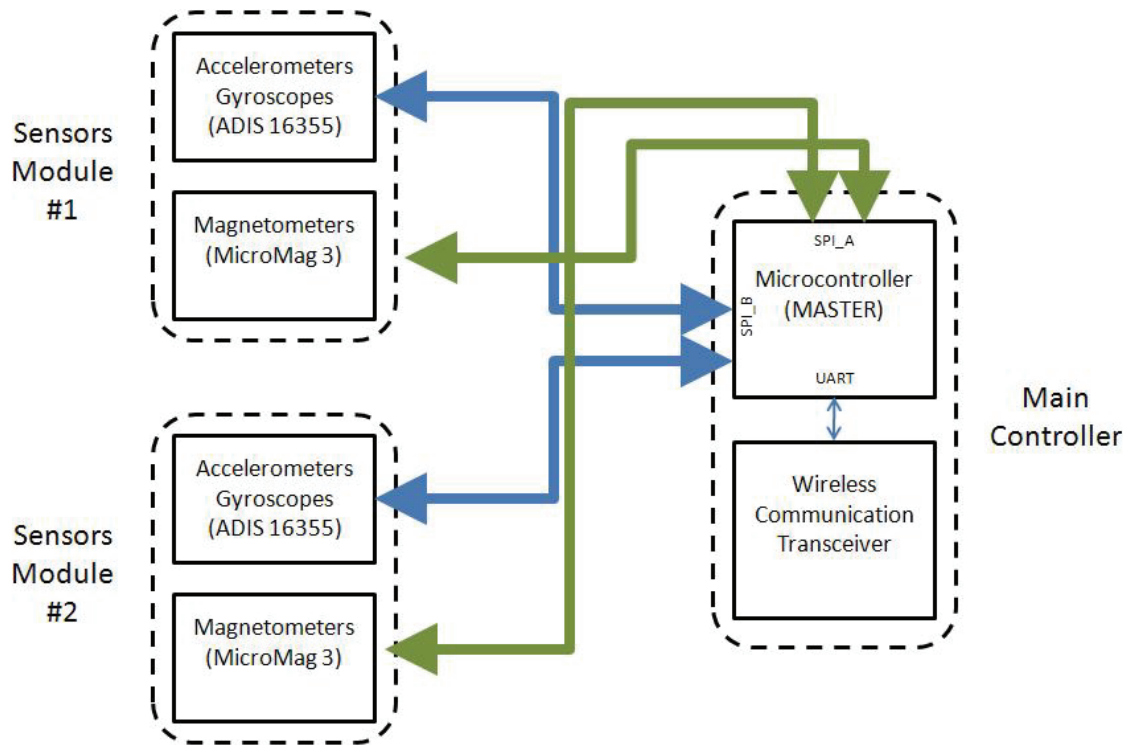 Sensors
Module
#1
Accelerometers
Gyroscopes
(ADIS 16355)
Magnetometers
(MicroMag 3)
SPI_A
Microcontroller
(MASTER)
SPI_B
UART
Main
Controller
Wireless
Communication
Transceiver
Sensors
Module
#2
Accelerometers
Gyroscopes
(ADIS 16355)
Magnetometers
(MicroMag 3)